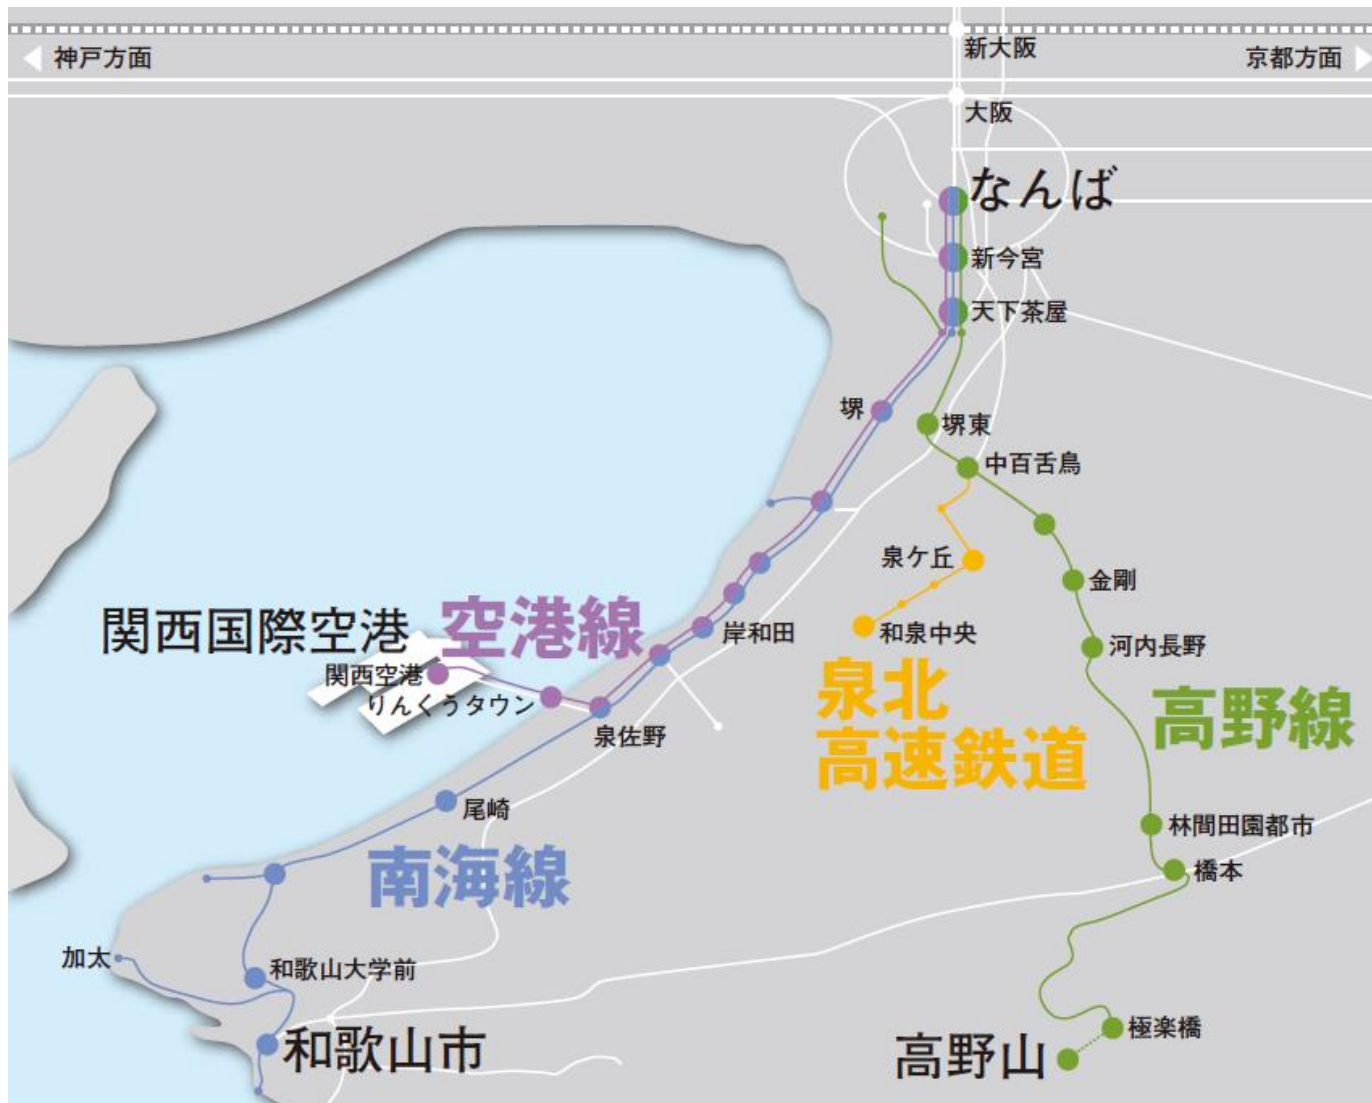 新大阪
神戸方面
京都方面
大阪
なんば
新今宮
天下茶屋
堺
堺東
中百舌鳥
泉ケ丘
金剛
関西国際空港
空港線
岸和田
和泉中央
河内長野
関西空港
りんくうタウン
泉佐野
泉北
高速鉄道
高野線
尾崎
林間田園都市
南海線
橋本
加太
和歌山大学前
極楽橋
和歌山市
高野山